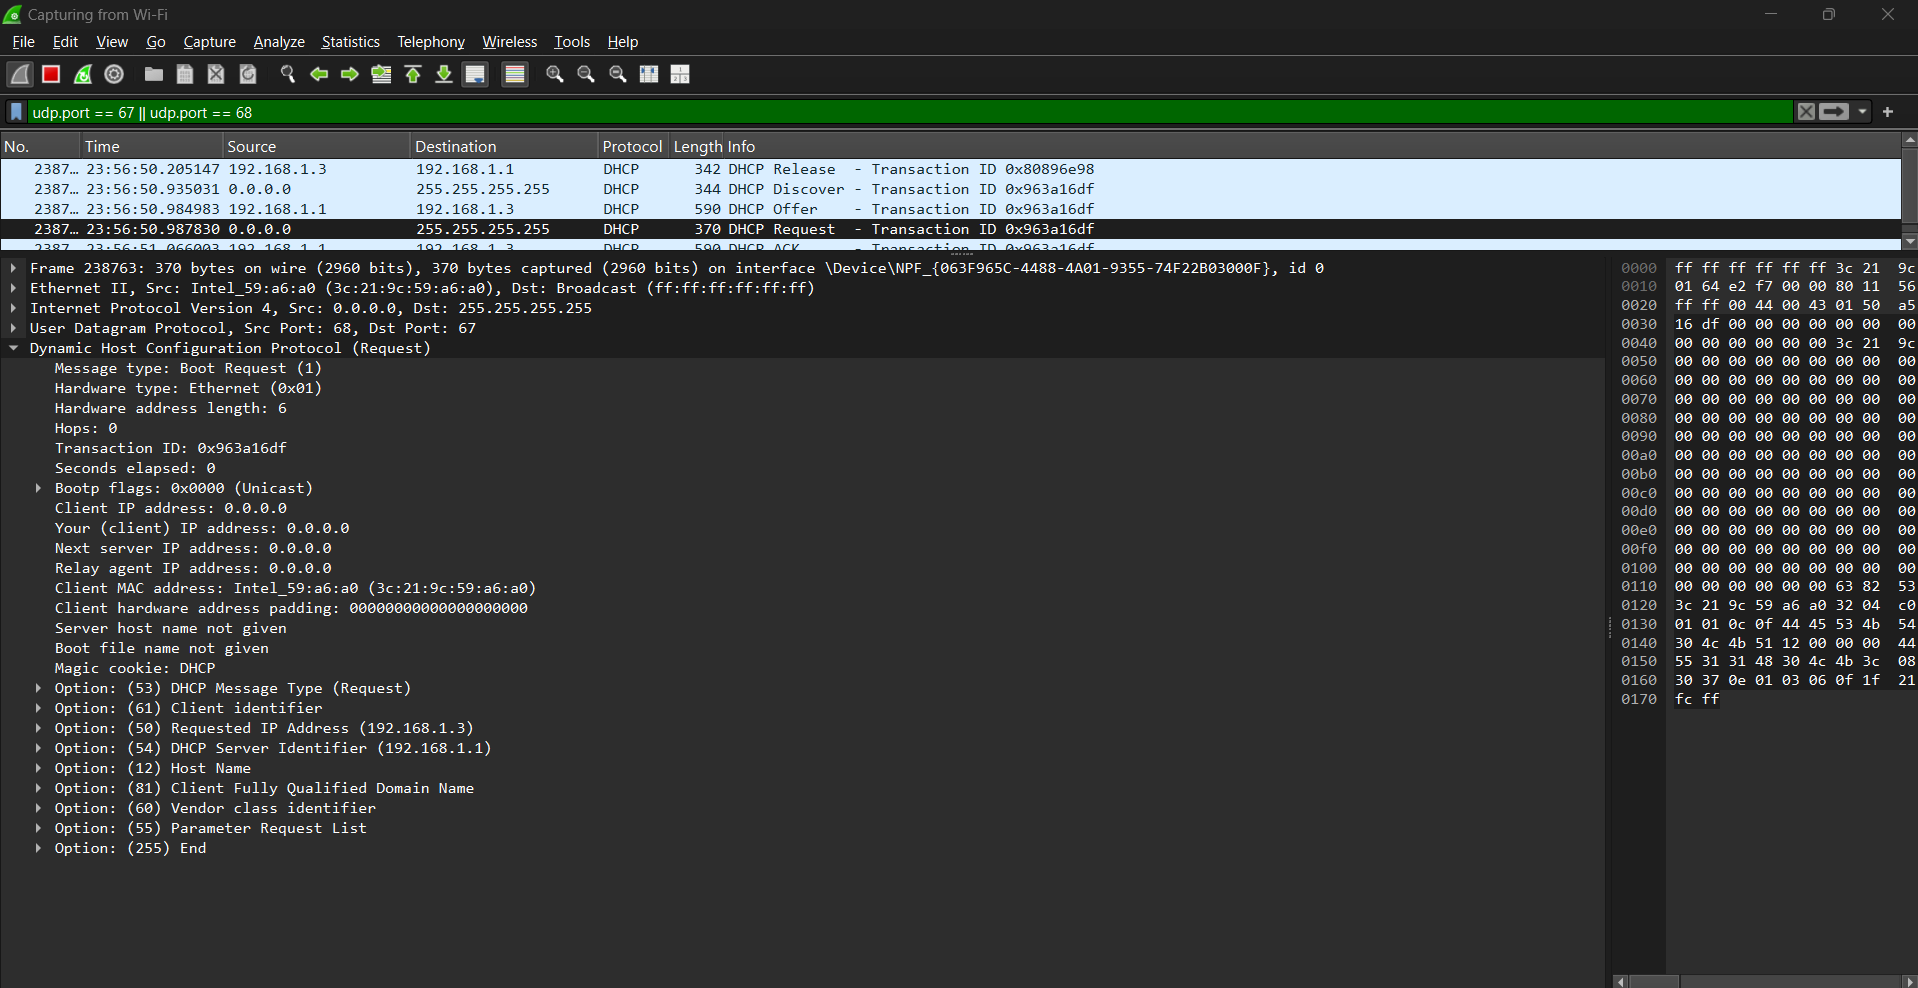 Capturing from Wi-Fi
File Edit View Go Capture Analyze Statistics Telephony Wireless Tools Help
udp.port == 67 || udp.port == 68
No. Time Source Destination Protocol Length Info
2387… 23:56:50.205147 192.168.1.3 192.168.1.1 DHCP 342 DHCP Release - Transaction ID 0x80896e98
2387… 23:56:50.935031 0.0.0.0 255.255.255.255 DHCP 344 DHCP Discover - Transaction ID 0x963a16df
2387… 23:56:50.984983 192.168.1.1 192.168.1.3 DHCP 590 DHCP Offer - Transaction ID 0x963a16df
2387… 23:56:50.987830 0.0.0.0 255.255.255.255 DHCP 370 DHCP Request - Transaction ID 0x963a16df
2387 23:56:51.066003 192.168.1.1 192.168.1.3 DHCP 590 DHCP ACK - Transaction ID 0x963a16df
Frame 238763: 370 bytes on wire (2960 bits), 370 bytes captured (2960 bits) on interface \Device\NPF_{063F965C-4488-4A01-9355-74F22B03000F}, id 0
Ethernet II, Src: Intel_59:a6:a0 (3c:21:9c:59:a6:a0), Dst: Broadcast (ff:ff:ff:ff:ff:ff)
Internet Protocol Version 4, Src: 0.0.0.0, Dst: 255.255.255.255
User Datagram Protocol, Src Port: 68, Dst Port: 67
Dynamic Host Configuration Protocol (Request)
Message type: Boot Request (1)
Hardware type: Ethernet (0x01)
Hardware address length: 6
Hops: 0
Transaction ID: 0x963a16df
Seconds elapsed: 0
Bootp flags: 0x0000 (Unicast)
Client IP address: 0.0.0.0
Your (client) IP address: 0.0.0.0
Next server IP address: 0.0.0.0
Relay agent IP address: 0.0.0.0
Client MAC address: Intel_59:a6:a0 (3c:21:9c:59:a6:a0)
Client hardware address padding: 00000000000000000000
Server host name not given
Boot file name not given
Magic cookie: DHCP
Option: (53) DHCP Message Type (Request)
Option: (61) Client identifier
Option: (50) Requested IP Address (192.168.1.3)
Option: (54) DHCP Server Identifier (192.168.1.1)
Option: (12) Host Name
Option: (81) Client Fully Qualified Domain Name
Option: (60) Vendor class identifier
Option: (55) Parameter Request List
Option: (255) End
0000 ff ff ff ff ff ff 3c 21 9c
0010 01 64 e2 f7 00 00 80 11 56
0020 ff ff 00 44 00 43 01 50 a5
0030 16 df 00 00 00 00 00 00 00
0040 00 00 00 00 00 00 3c 21 9c
0050 00 00 00 00 00 00 00 00 00
0060 00 00 00 00 00 00 00 00 00
0070 00 00 00 00 00 00 00 00 00
0080 00 00 00 00 00 00 00 00 00
0090 00 00 00 00 00 00 00 00 00
00a0 00 00 00 00 00 00 00 00 00
00b0 00 00 00 00 00 00 00 00 00
00c0 00 00 00 00 00 00 00 00 00
00d0 00 00 00 00 00 00 00 00 00
00e0 00 00 00 00 00 00 00 00 00
00f0 00 00 00 00 00 00 00 00 00
0100 00 00 00 00 00 00 00 00 00
0110 00 00 00 00 00 00 63 82 53
0120 3c 21 9c 59 a6 a0 32 04 c0
0130 01 01 0c 0f 44 45 53 4b 54
0140 30 4c 4b 51 12 00 00 00 44
0150 55 31 31 48 30 4c 4b 3c 08
0160 30 37 0e 01 03 06 0f 1f 21
0170 fc ff